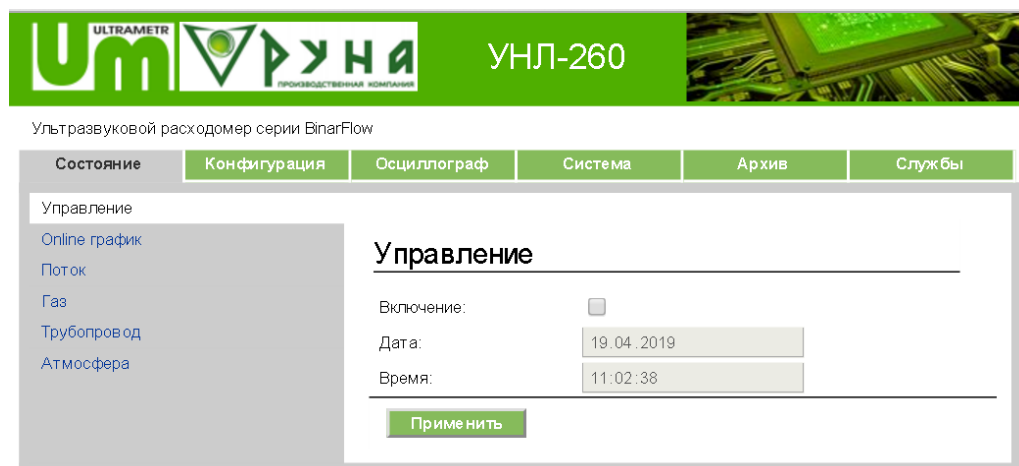 ULTRAMETR
Um
РУНА
ПРОИЗВОДСТВЕННАЯ КОМПАНИЯ
УНЛ-260
Ультразвуковой расходомер серии BinarFlow
Состояние Конфигурация Осциллограф Система Архив Службы
Управление
Online график
Поток
Газ
Трубопровод
Атмосфера
Управление
Включение:
Дата: 19.04.2019
Время: 11:02:38
Применить